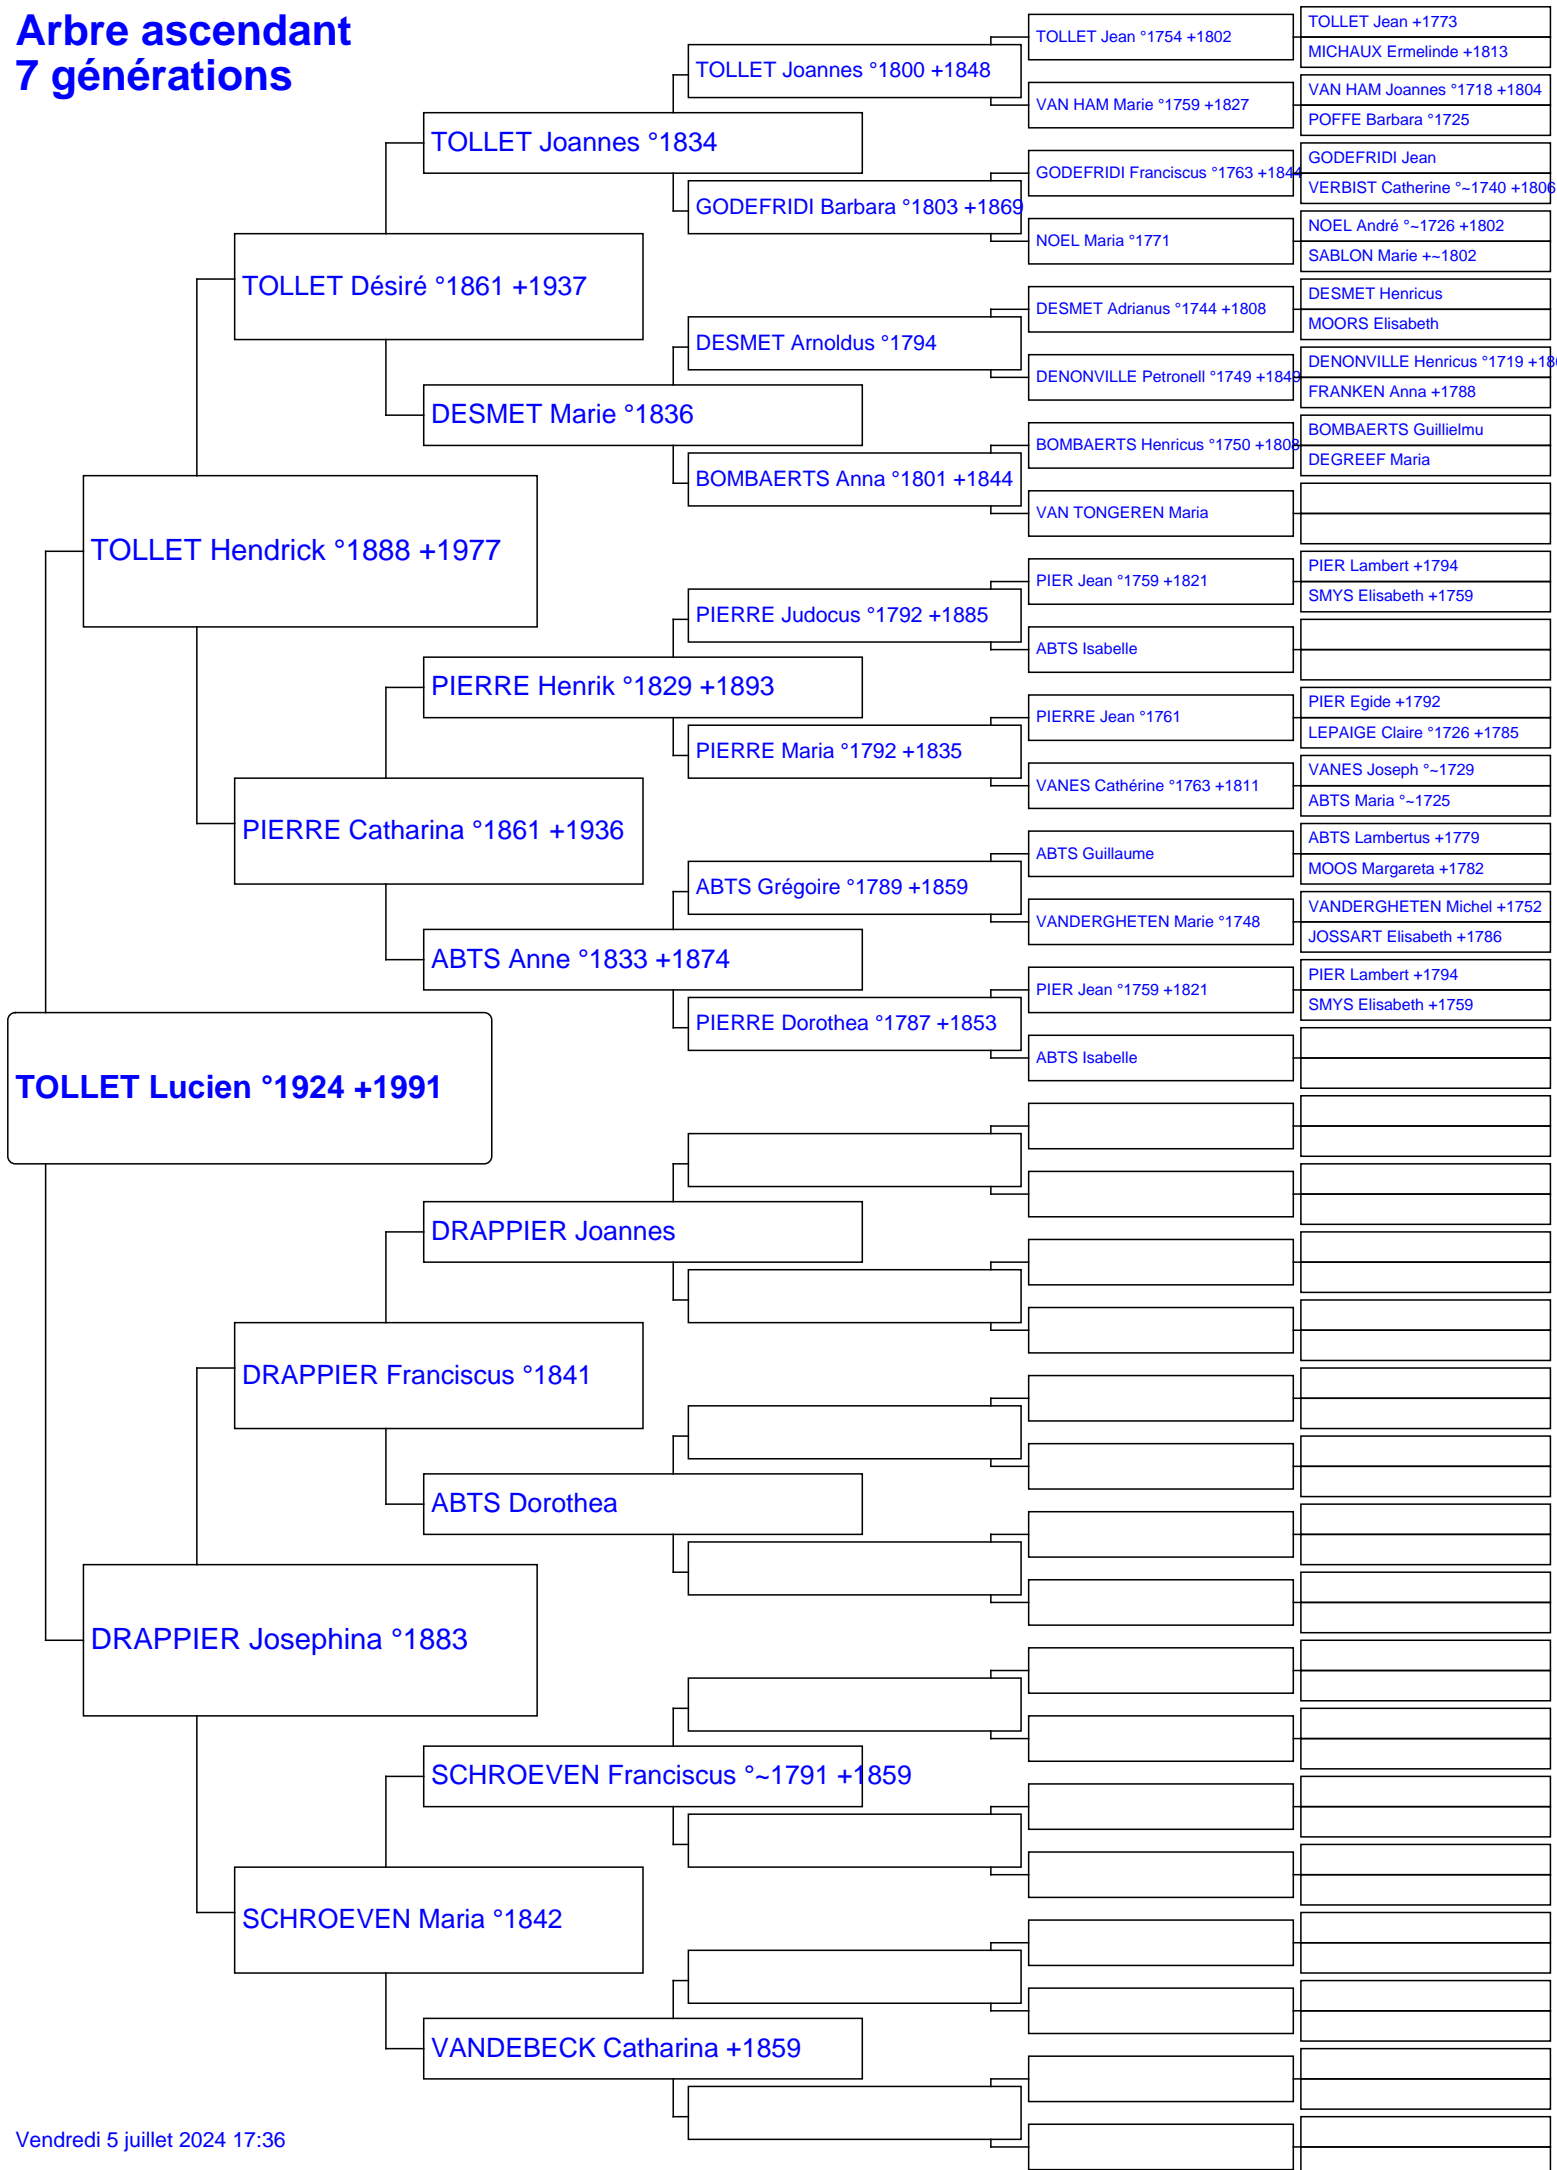 Arbre ascendant
7 générations
TOLLET Lucien °1924 +1991
TOLLET Hendrick °1888 +1977
DRAPPIER Josephina °1883
TOLLET Désiré °1861 +1937
PIERRE Catharina °1861 +1936
DRAPPIER Franciscus °1841
SCHROEVEN Maria °1842
TOLLET Joannes °1834
DESMET Marie °1836
PIERRE Henrik °1829 +1893
ABTS Anne °1833 +1874
DRAPPIER Joannes
ABTS Dorothea
SCHROEVEN Franciscus °~1791 +1859
VANDEBECK Catharina +1859
TOLLET Joannes °1800 +1848
GODEFRIDI Barbara °1803 +1869
DESMET Arnoldus °1794
BOMBAERTS Anna °1801 +1844
PIERRE Judocus °1792 +1885
PIERRE Maria °1792 +1835
ABTS Grégoire °1789 +1859
PIERRE Dorothea °1787 +1853
TOLLET Jean °1754 +1802
VAN HAM Marie °1759 +1827
GODEFRIDI Franciscus °1763 +1844
NOEL Maria °1771
DESMET Adrianus °1744 +1808
DENONVILLE Petronell °1749 +1849
BOMBAERTS Henricus °1750 +1808
VAN TONGEREN Maria
PIER Jean °1759 +1821
ABTS Isabelle
PIERRE Jean °1761
VANES Cathérine °1763 +1811
ABTS Guillaume
VANDERGHETEN Marie °1748
PIER Jean °1759 +1821
ABTS Isabelle
TOLLET Jean +1773
MICHAUX Ermelinde +1813
VAN HAM Joannes °1718 +1804
POFFE Barbara °1725
GODEFRIDI Jean
VERBIST Catherine °~1740 +1806
NOEL André °~1726 +1802
SABLON Marie +~1802
DESMET Henricus
MOORS Elisabeth
DENONVILLE Henricus °1719
FRANKEN Anna +1788
BOMBAERTS Guillielmu
DEGREEF Maria
PIER Lambert +1794
SMYS Elisabeth +1759
PIER Egide +1792
LEPAIGE Claire °1726 +1785
VANES Joseph °~1729
ABTS Maria °~1725
ABTS Lambertus +1779
MOOS Margareta +1782
VANDERGHETEN Michel +1752
JOSSART Elisabeth +1786
PIER Lambert +1794
SMYS Elisabeth +1759
Vendredi 5 juillet 2024 17:36